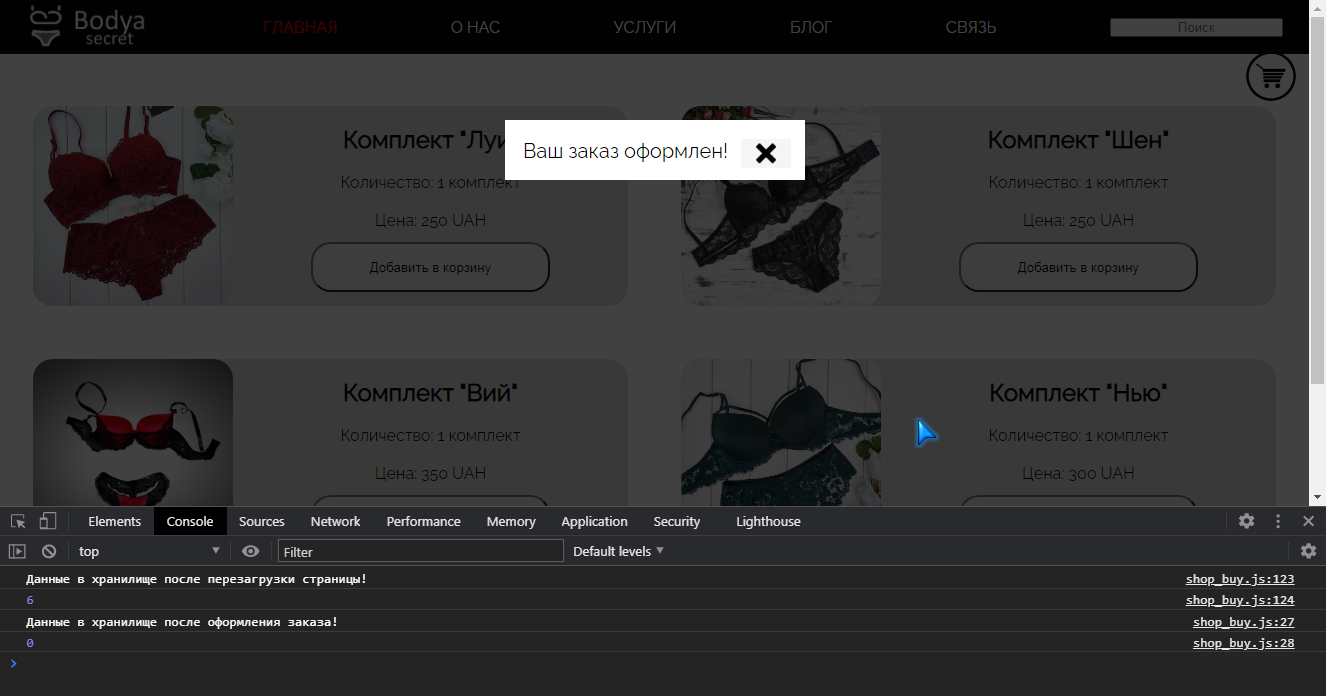 Bodya
secret
ГЛАВНАЯ
О НАС
УСЛУГИ
БЛОГ
СВЯЗЬ
Поиск
Ваш заказ оформлен!
Комплект "Луи
Количество: 1 комплект
Цена: 250 UAH
Добавить в корзину
Комплект "Шен"
Количество: 1 комплект
Цена: 250 UAH
Добавить в корзину
Комплект "Вий"
Количество: 1 комплект
Цена: 350 UAH
Комплект "Нью"
Количество: 1 комплект
Цена: 300 UAH
Elements Console Sources Network Performance Memory Application Security Lighthouse
top Filter Default levels
Данные в хранилище после перезагрузки страницы! shop_buy.js:123
6 shop_buy.js:124
Данные в хранилище после оформления заказа! shop_buy.js:27
0 shop_buy.js:28